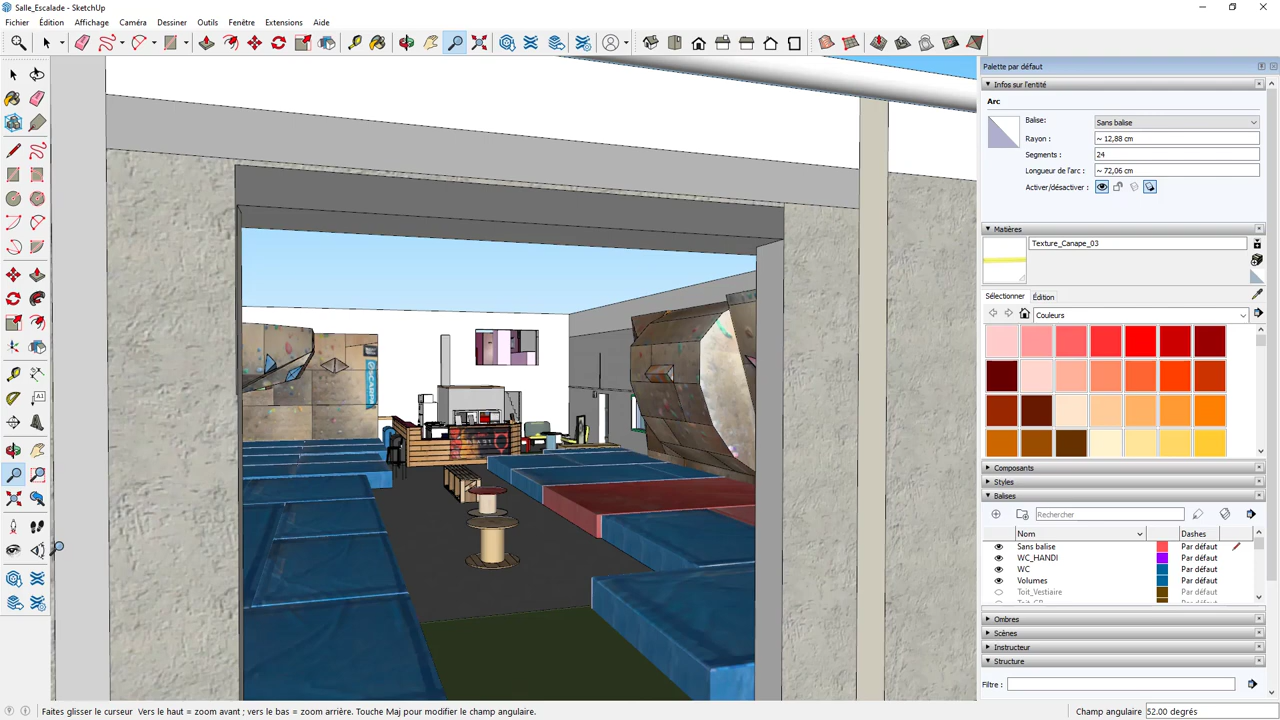 Salle_Escalade - SketchUp
Fichier Édition Affichage Caméra Dessiner Outils Fenêtre Extensions Aide
Palette par défaut
Infos sur l'entité
Arc
Balise: Sans balise
Rayon: ~ 12,88 cm
Segments: 24
Longueur de l'arc: ~ 72,06 cm
Activer/désactiver :
Matières
Texture_Canape_03
Sélectionner Édition
Couleurs
Composants
Styles
Balises
Rechercher
Nom Dashes
Sans balise Par défaut
WC_HANDI Par défaut
WC Par défaut
Volumes Par défaut
Toit_Vestiaire Par défaut
Ombres
Scènes
Instructeur
Structure
Filtre :
SCARPA
Faites glisser le curseur Vers le haut = zoom avant ; vers le bas = zoom arrière. Touche Maj pour modifier le champ angulaire.
Champ angulaire 52.00 degrés